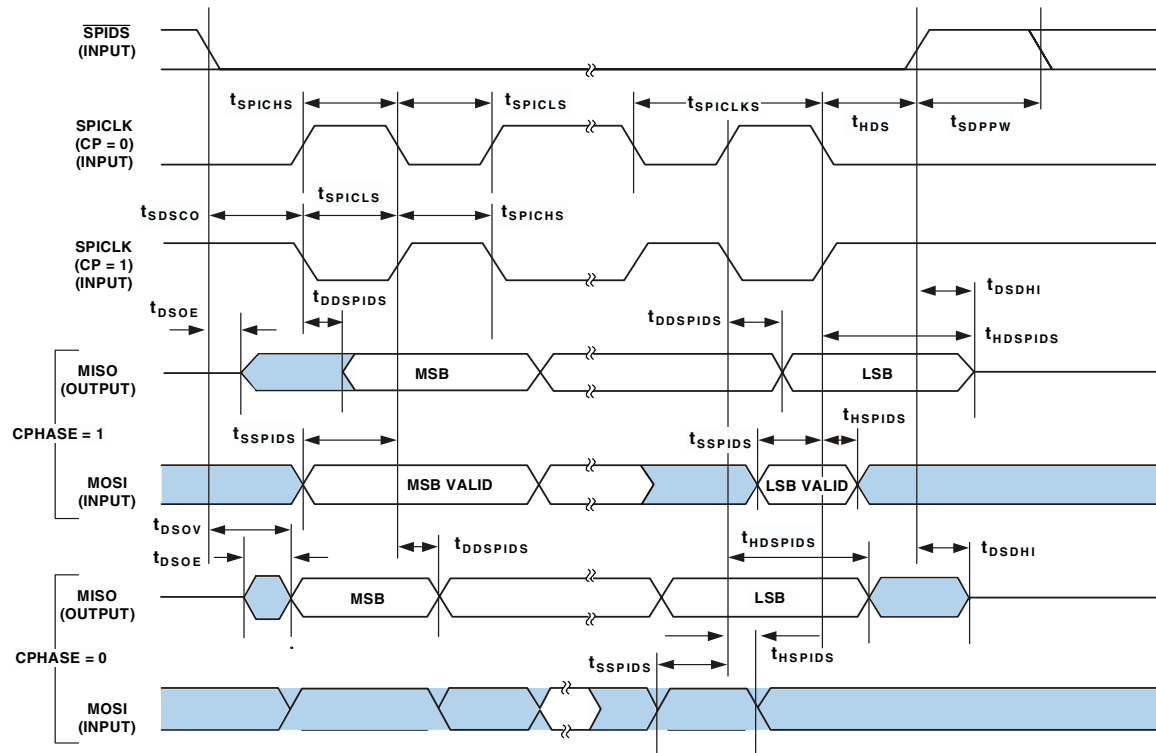 SPIDS
(INPUT)
tSPICHS
tSPICLS
tSPICLKS
tHDS
tSDPPW
SPICLK
(CP = 0)
(INPUT)
tSDSCO
tSPICLS
tSPICHS
SPICLK
(CP = 1)
(INPUT)
tDSOE
tDDSPIDS
tDDSPIDS
tDSDHI
tHDSPIDS
MISO
(OUTPUT)
MSB
LSB
CPHASE = 1
tSSPIDS
tSSPIDS
tHSPIDS
MOSI
(INPUT)
MSB VALID
LSB VALID
tDSOV
tDSOE
tDDSPIDS
tHDSPIDS
tDSDHI
MISO
(OUTPUT)
MSB
LSB
CPHASE = 0
tSSPIDS
tHSPIDS
MOSI
(INPUT)